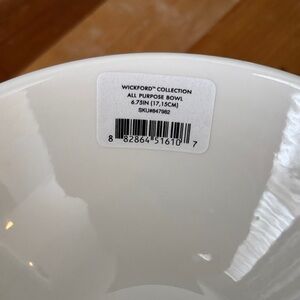 WICKFORD™ COLLECTION
ALL PURPOSE BOWL
6.75IN (17,15CM)
SKU#847982
8 82864 51610 7